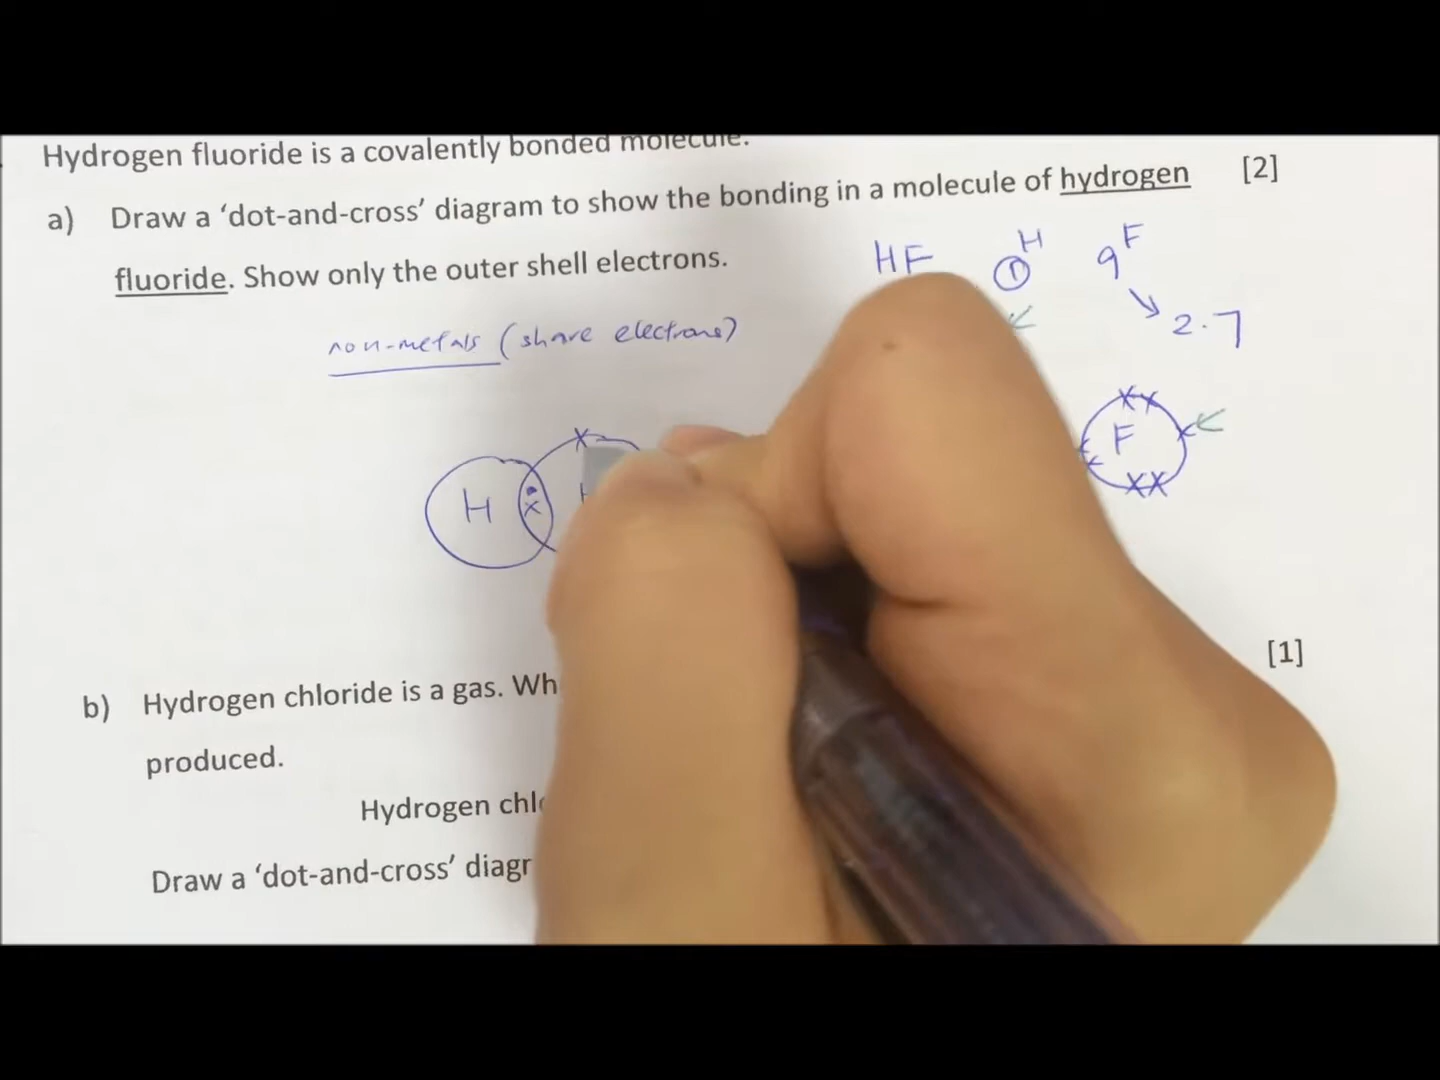 Hydrogen fluoride is a covalently bonded molecule.
a) Draw a ‘dot-and-cross’ diagram to show the bonding in a molecule of hydrogen [2]
fluoride. Show only the outer shell electrons.
HF
H
1
F
9
2.7
non-metals (share electrons)
F
H
[1]
b) Hydrogen chloride is a gas. Wh
produced.
Hydrogen chl
Draw a ‘dot-and-cross’ diagr